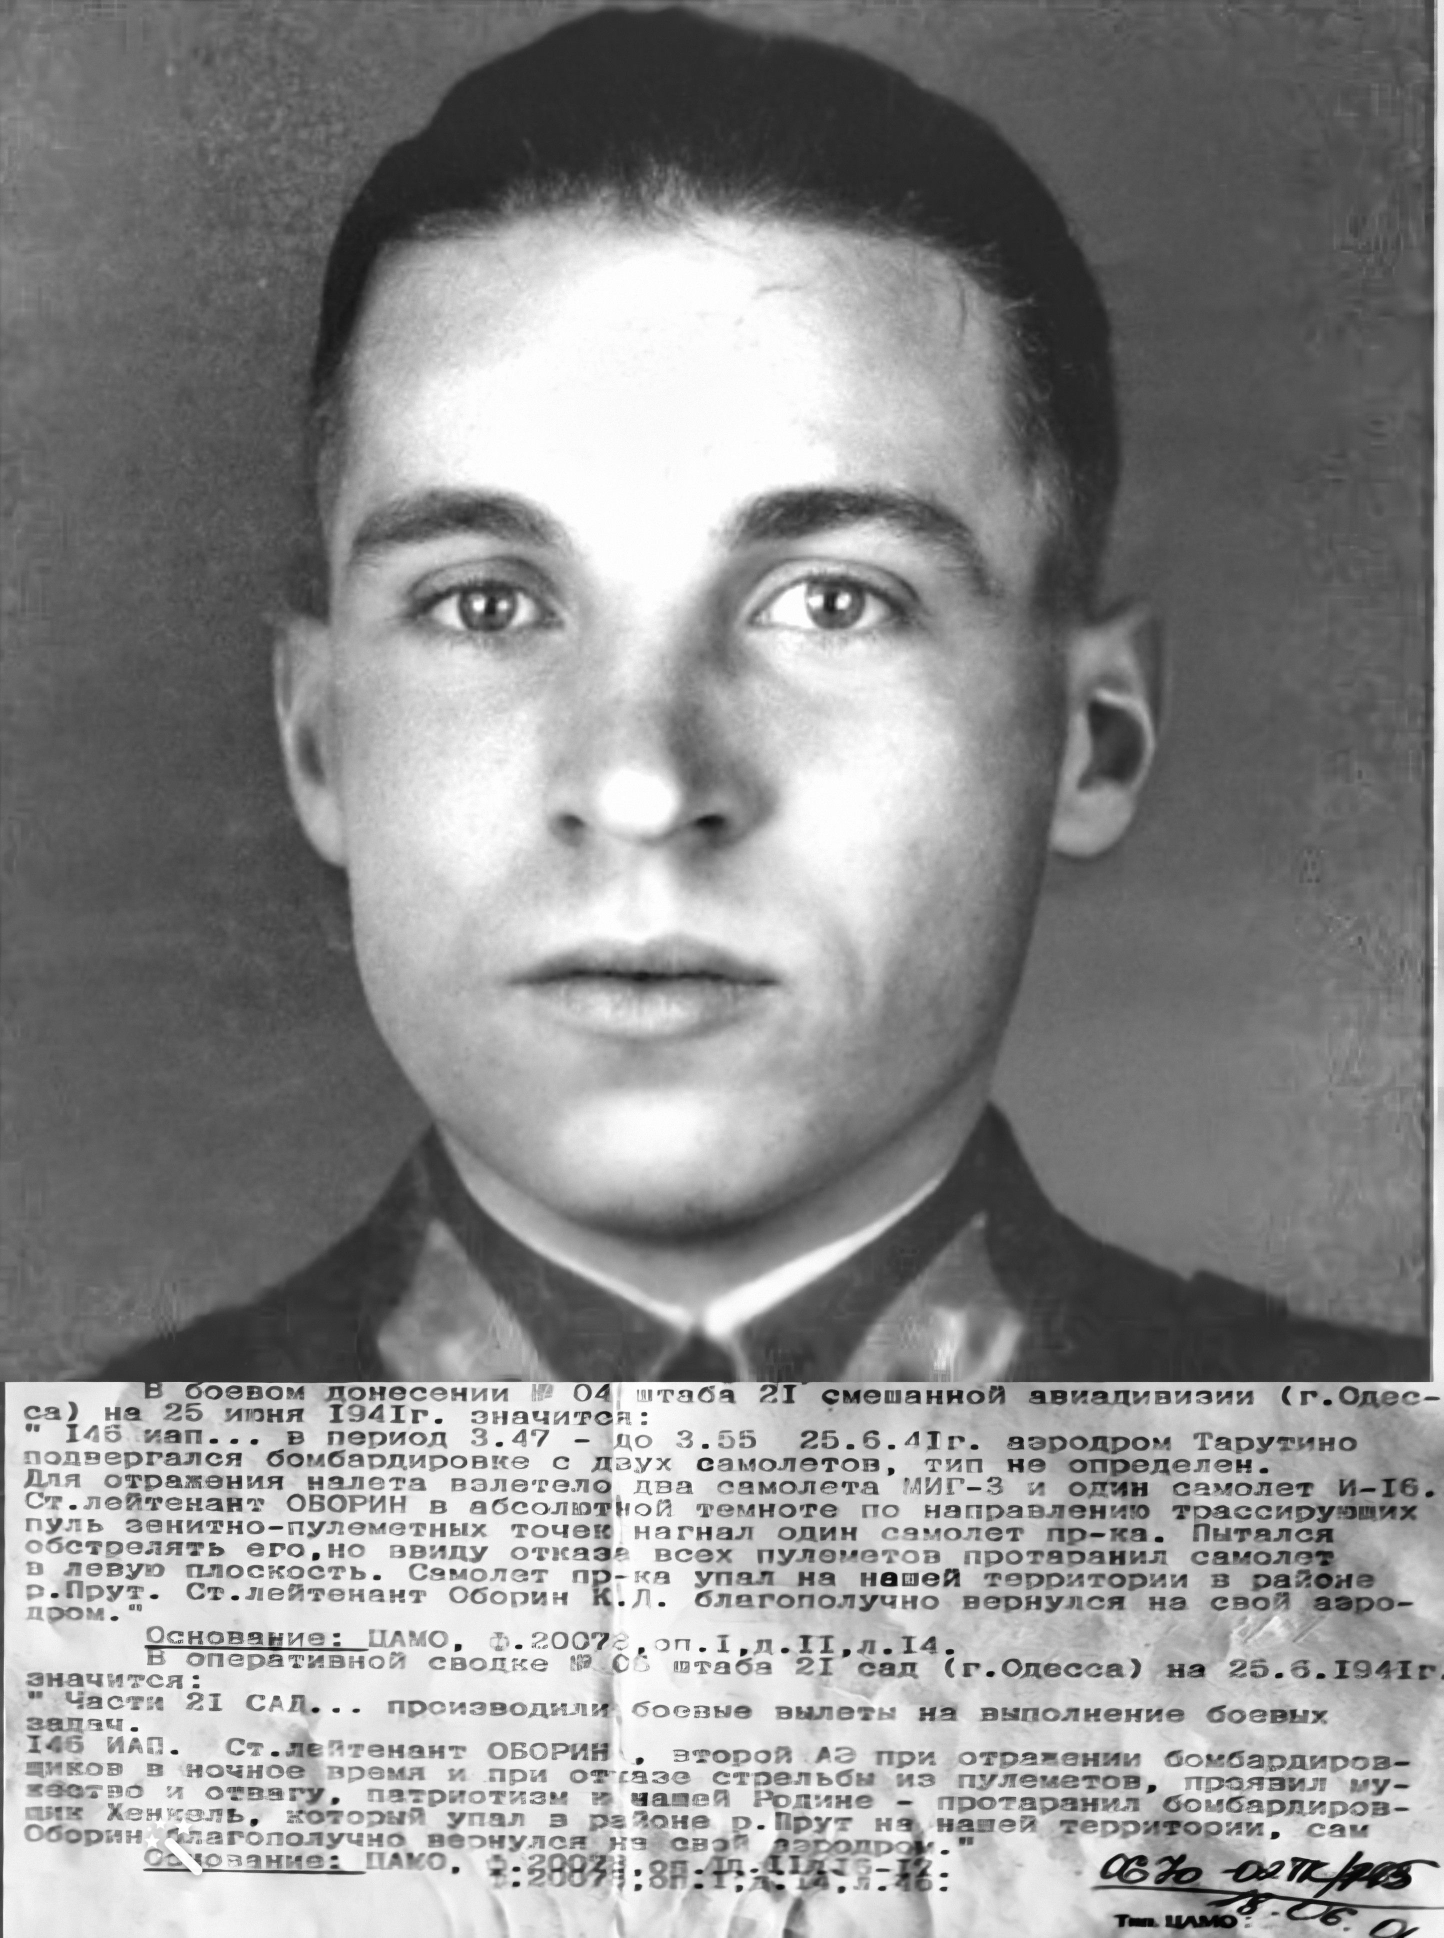 В боевом донесении № 04 штаба 2I смешанной авиадивизии (г.Одес-
са) на 25 июня I94Iг. значится:
" I46 иап... в период 3.47 - до 3.55 25.6.4Iг. аэродром Тарутино
подвергался бомбардировке с двух самолетов, тип не определен.
Для отражения налета взлетело два самолета МИГ-3 и один самолет И-I6.
Ст.лейтенант ОБОРИН в абсолютной темноте по направлению трассирующих
пуль зенитно-пулеметных точек нагнал один самолет пр-ка. Пытался
обстрелять его,но ввиду отказа всех пулеметов протаранил самолет
в левую плоскость. Самолет пр-ка упал на нашей территории в районе
р.Прут. Ст.лейтенант Оборин К.Л. благополучно вернулся на свой аэро-
дром."
Основание: ЦАМО, ф.20078,оп.I,д.II,л.I4.
В оперативной сводке № 06 штаба 2I сад (г.Одесса) на 25.6.I94Iг.
значится:
" Части 2I САД... производили боевые вылеты на выполнение боевых
задач.
I46 ИАП. Ст.лейтенант ОБОРИН , второй АЭ при отражении бомбардиров-
щиков в ночное время и при отказе стрельбы из пулеметов, проявил му-
жество и отвагу, патриотизм к нашей Родине - протаранил бомбардиров-
щик Хенкель, который упал в районе р.Прут на нашей территории, сам
Оборин благополучно вернулся на свой аэродром."
Основание: ЦАМО,
Тип. ЦАМО